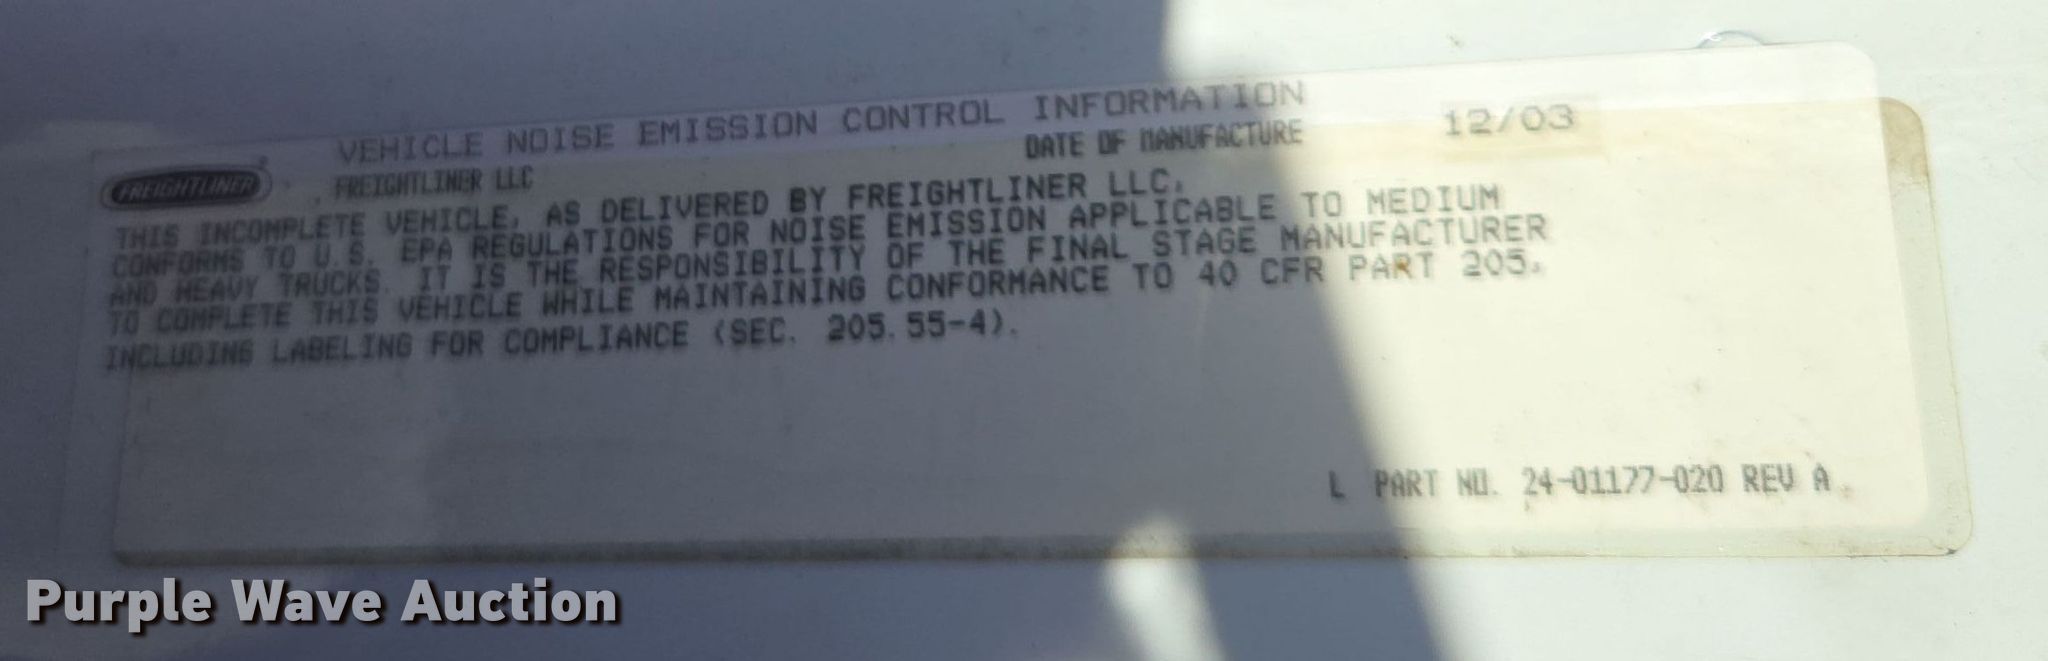 VEHICLE NOISE EMISSION CONTROL INFORMATION
FREIGHTLINER FREIGHTLINER LLC DATE OF MANUFACTURE 12/03
THIS INCOMPLETE VEHICLE, AS DELIVERED BY FREIGHTLINER LLC,
CONFORMS TO U.S. EPA REGULATIONS FOR NOISE EMISSION APPLICABLE TO MEDIUM
AND HEAVY TRUCKS. IT IS THE RESPONSIBILITY OF THE FINAL STAGE MANUFACTURER
TO COMPLETE THIS VEHICLE WHILE MAINTAINING CONFORMANCE TO 40 CFR PART 205,
INCLUDING LABELING FOR COMPLIANCE (SEC. 205.55-4).
L PART NO. 24-01177-020 REV A.
Purple Wave Auction